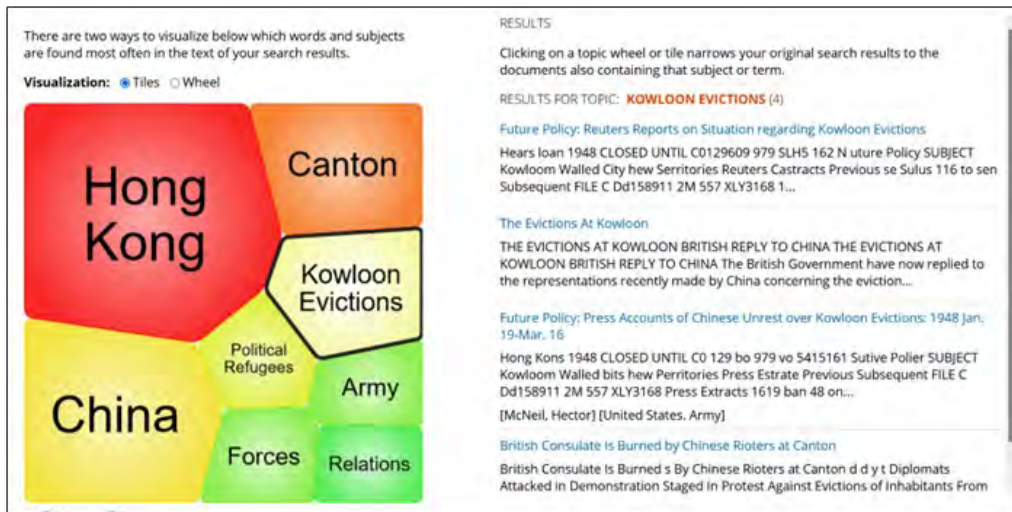 There are two ways to visualize below which words and subjects
are found most often in the text of your search results.
Visualization: Tiles Wheel
Hong
Kong
Canton
Kowloon
Evictions
Political
Refugees
China
Army
Forces
Relations
RESULTS
Clicking on a topic wheel or tile narrows your original search results to the
documents also containing that subject or term.
RESULTS FOR TOPIC: KOWLOON EVICTIONS (4)
Future Policy: Reuters Reports on Situation regarding Kowloon Evictions
Hears loan 1948 CLOSED UNTIL C0129609 979 SLH5 162 N uture Policy SUBJECT
Kowloom Walled City hew Serritories Reuters Castracts Previous se Sulus 116 to sen
Subsequent FILE C Dd158911 2M 557 XLY3168 1...
The Evictions At Kowloon
THE EVICTIONS AT KOWLOON BRITISH REPLY TO CHINA THE EVICTIONS AT
KOWLOON BRITISH REPLY TO CHINA The British Government have now replied to
the representations recently made by China concerning the eviction...
Future Policy: Press Accounts of Chinese Unrest over Kowloon Evictions: 1948 Jan.
19-Mar. 16
Hong Kons 1948 CLOSED UNTIL C0 129 bo 979 vo 5415161 Sutive Polier SUBJECT
Kowloom Walled bits hew Perritories Press Estrate Previous Subsequent FILE C
Dd158911 2M 557 XLY3168 Press Extracts 1619 ban 48 on...
[McNeil, Hector] [United States. Army]
British Consulate Is Burned by Chinese Rioters at Canton
British Consulate Is Burned s By Chinese Rioters at Canton d d y t Diplomats
Attacked in Demonstration Staged In Protest Against Evictions of Inhabitants From